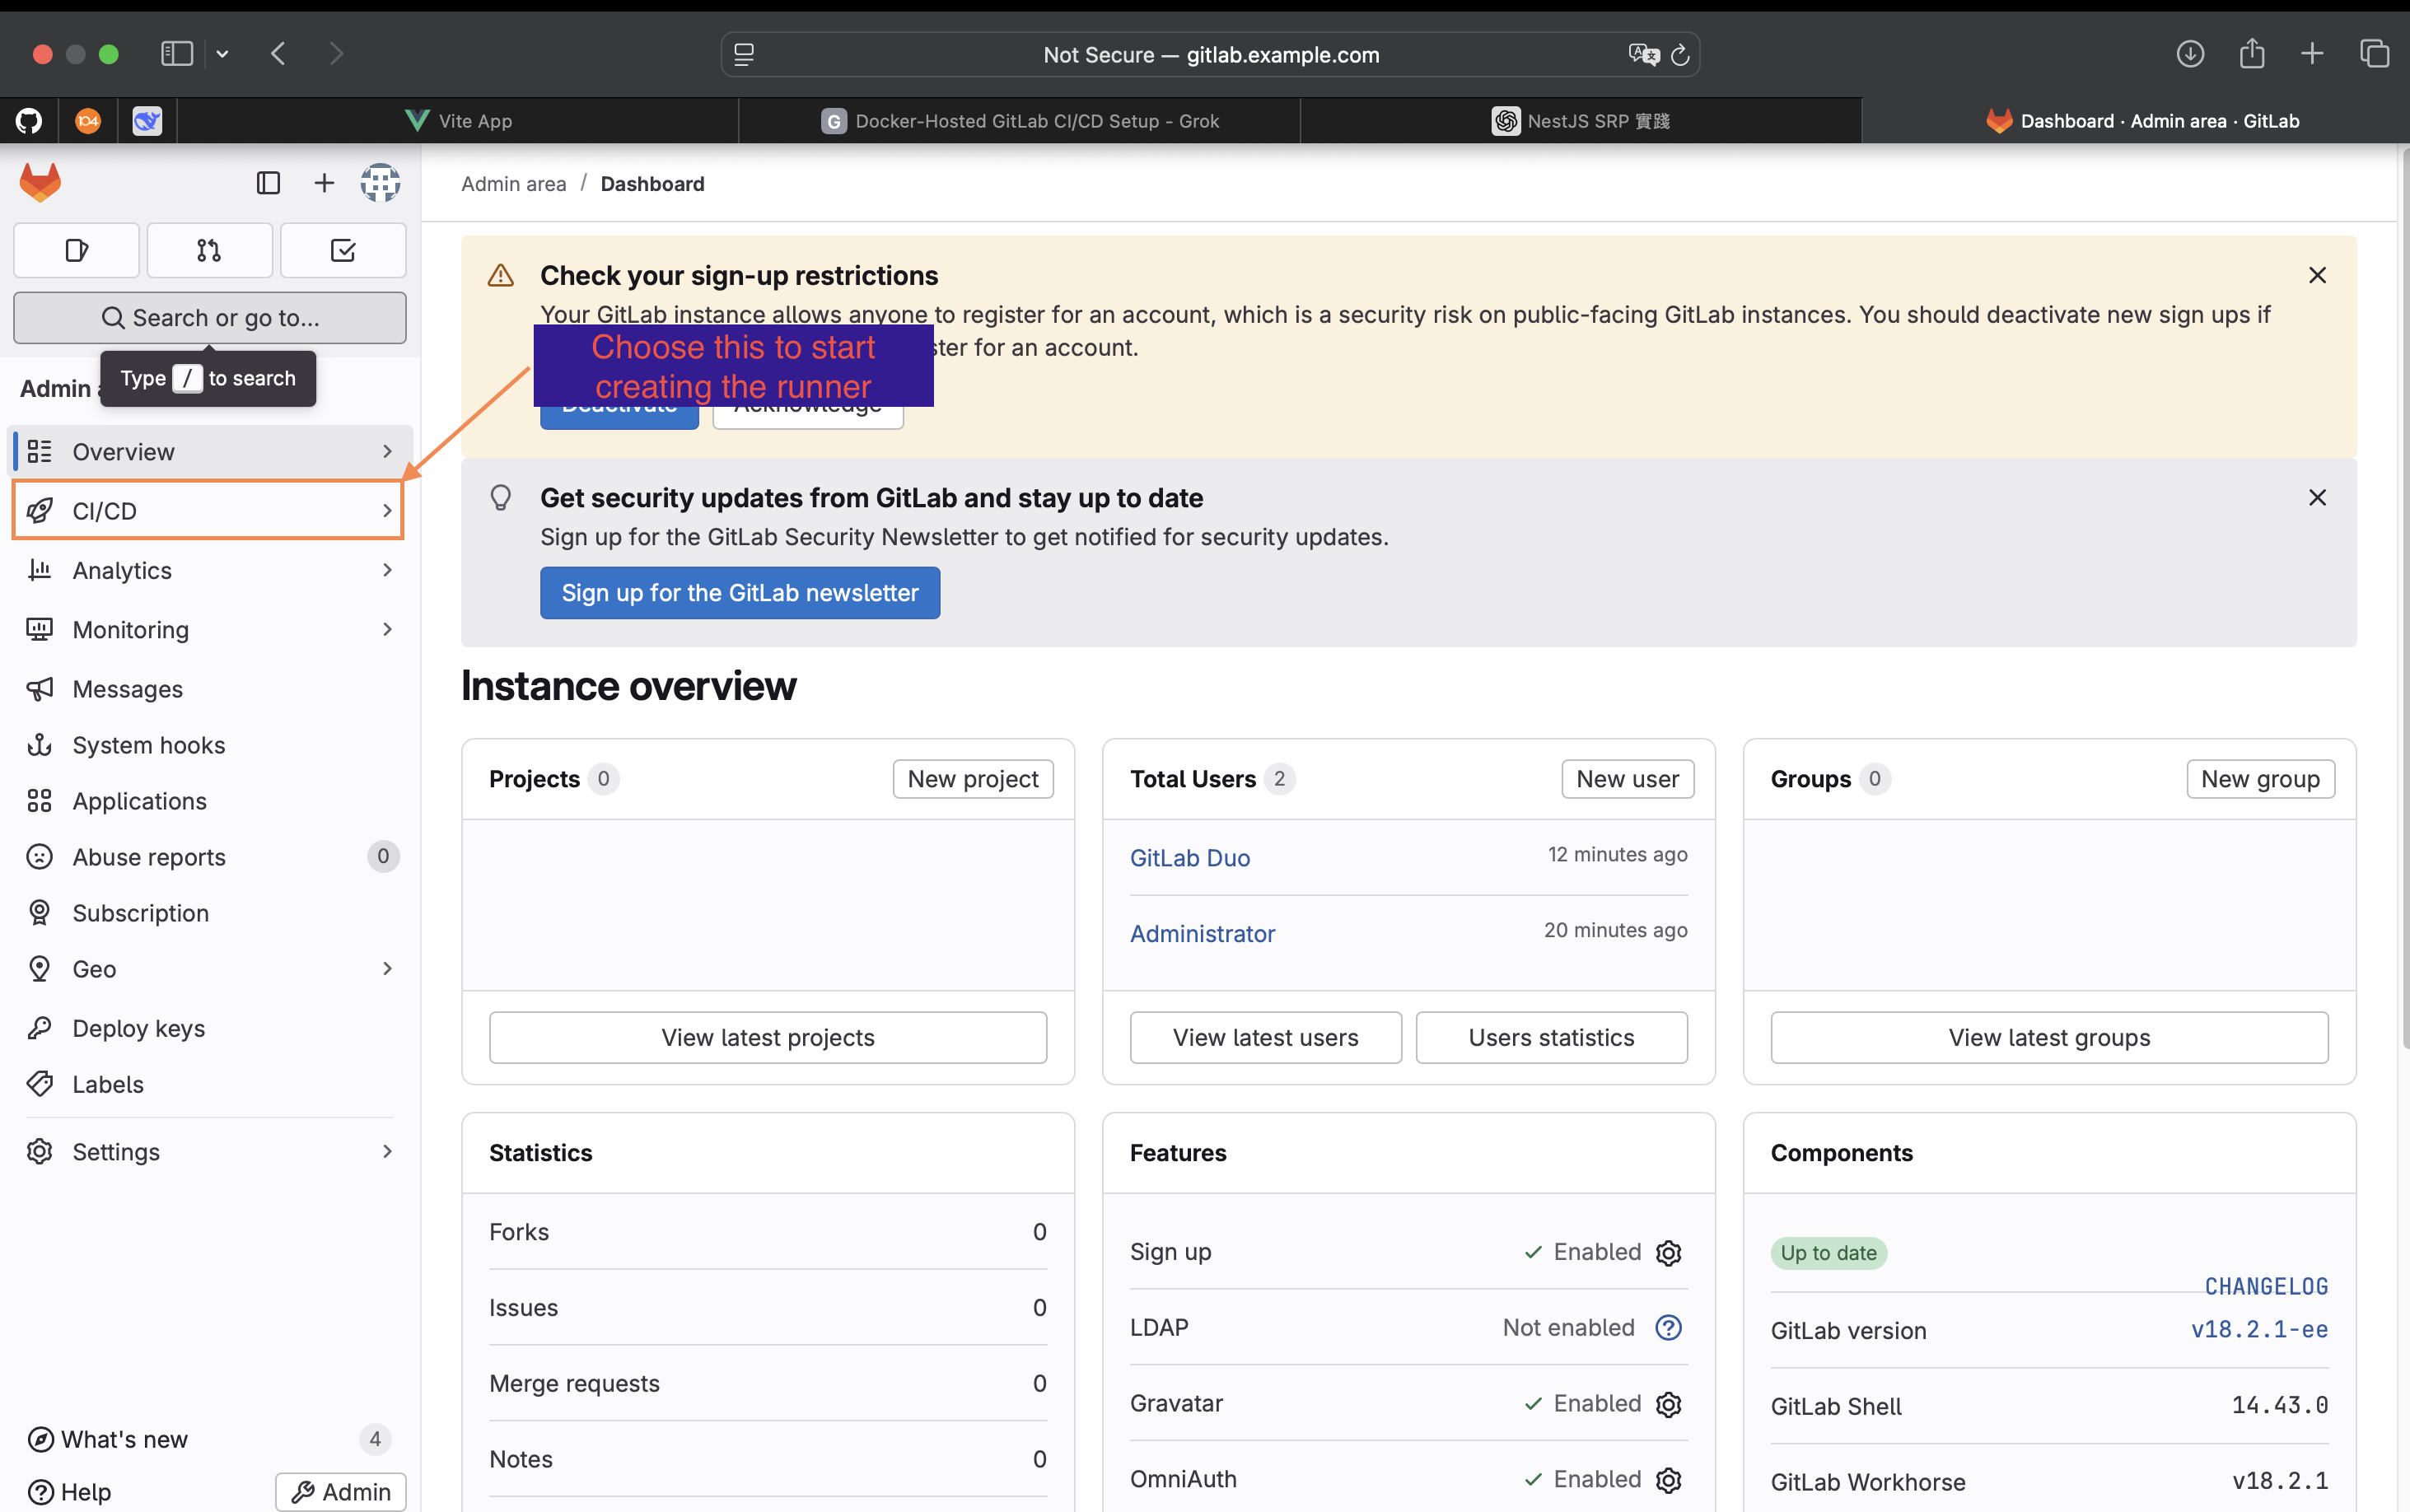 Not Secure — gitlab.example.com
104
Vite App
G Docker-Hosted GitLab CI/CD Setup - Grok
NestJS SRP 實踐
Dashboard · Admin area · GitLab
Admin area / Dashboard
Search or go to...
Type / to search
Admin
Overview
CI/CD
Analytics
Monitoring
Messages
System hooks
Applications
Abuse reports 0
Subscription
Geo
Deploy keys
Labels
Settings
What's new 4
Help
Admin
Check your sign-up restrictions
Your GitLab instance allows anyone to register for an account, which is a security risk on public-facing GitLab instances. You should deactivate new sign ups if
for an account.
Choose this to start
creating the runner
Deactivate Acknowledge
Get security updates from GitLab and stay up to date
Sign up for the GitLab Security Newsletter to get notified for security updates.
Sign up for the GitLab newsletter
Instance overview
Projects 0 New project
View latest projects
Total Users 2 New user
GitLab Duo 12 minutes ago
Administrator 20 minutes ago
View latest users Users statistics
Groups 0 New group
View latest groups
Statistics
Forks 0
Issues 0
Merge requests 0
Notes 0
Features
Sign up Enabled
LDAP Not enabled
Gravatar Enabled
OmniAuth Enabled
Components
Up to date
CHANGELOG
GitLab version v18.2.1-ee
GitLab Shell 14.43.0
GitLab Workhorse v18.2.1